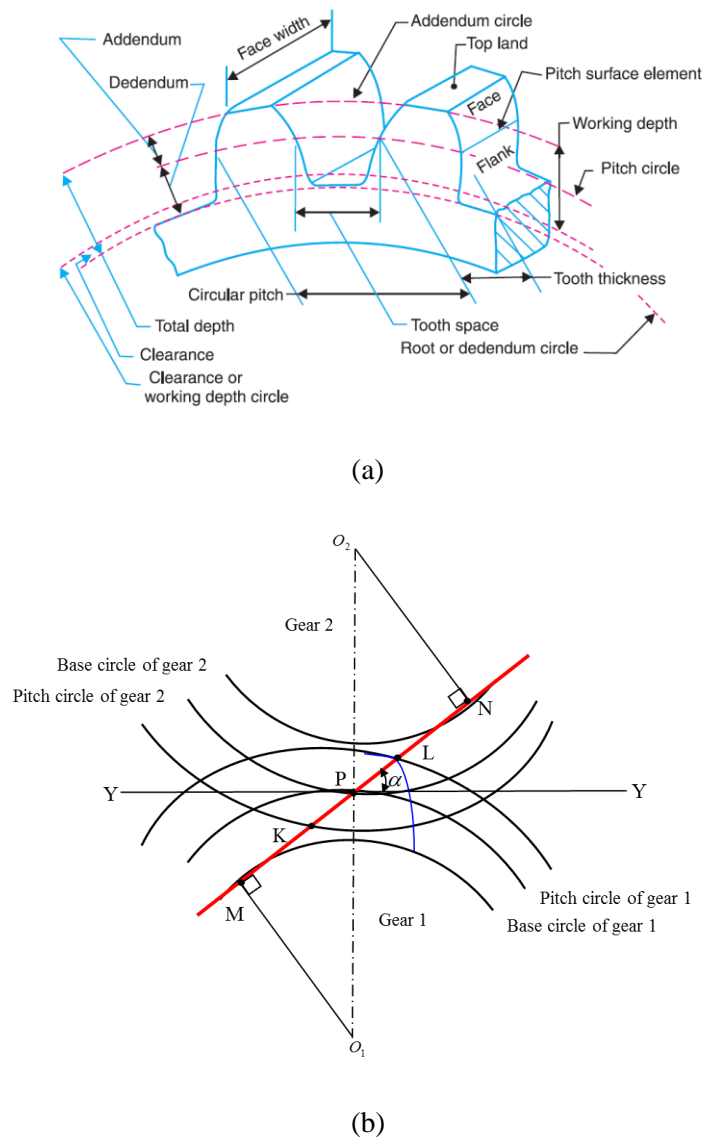 Addendum
Dedendum
Face width
Addendum circle
Top land
Pitch surface element
Face
Working depth
Flank
Pitch circle
Circular pitch
Tooth thickness
Total depth
Tooth space
Clearance
Root or dedendum circle
Clearance or
working depth circle
(a)
O₂
Gear 2
Base circle of gear 2
Pitch circle of gear 2
N
L
P
α
Y
Y
K
M
Pitch circle of gear 1
Gear 1
Base circle of gear 1
O₁
(b)